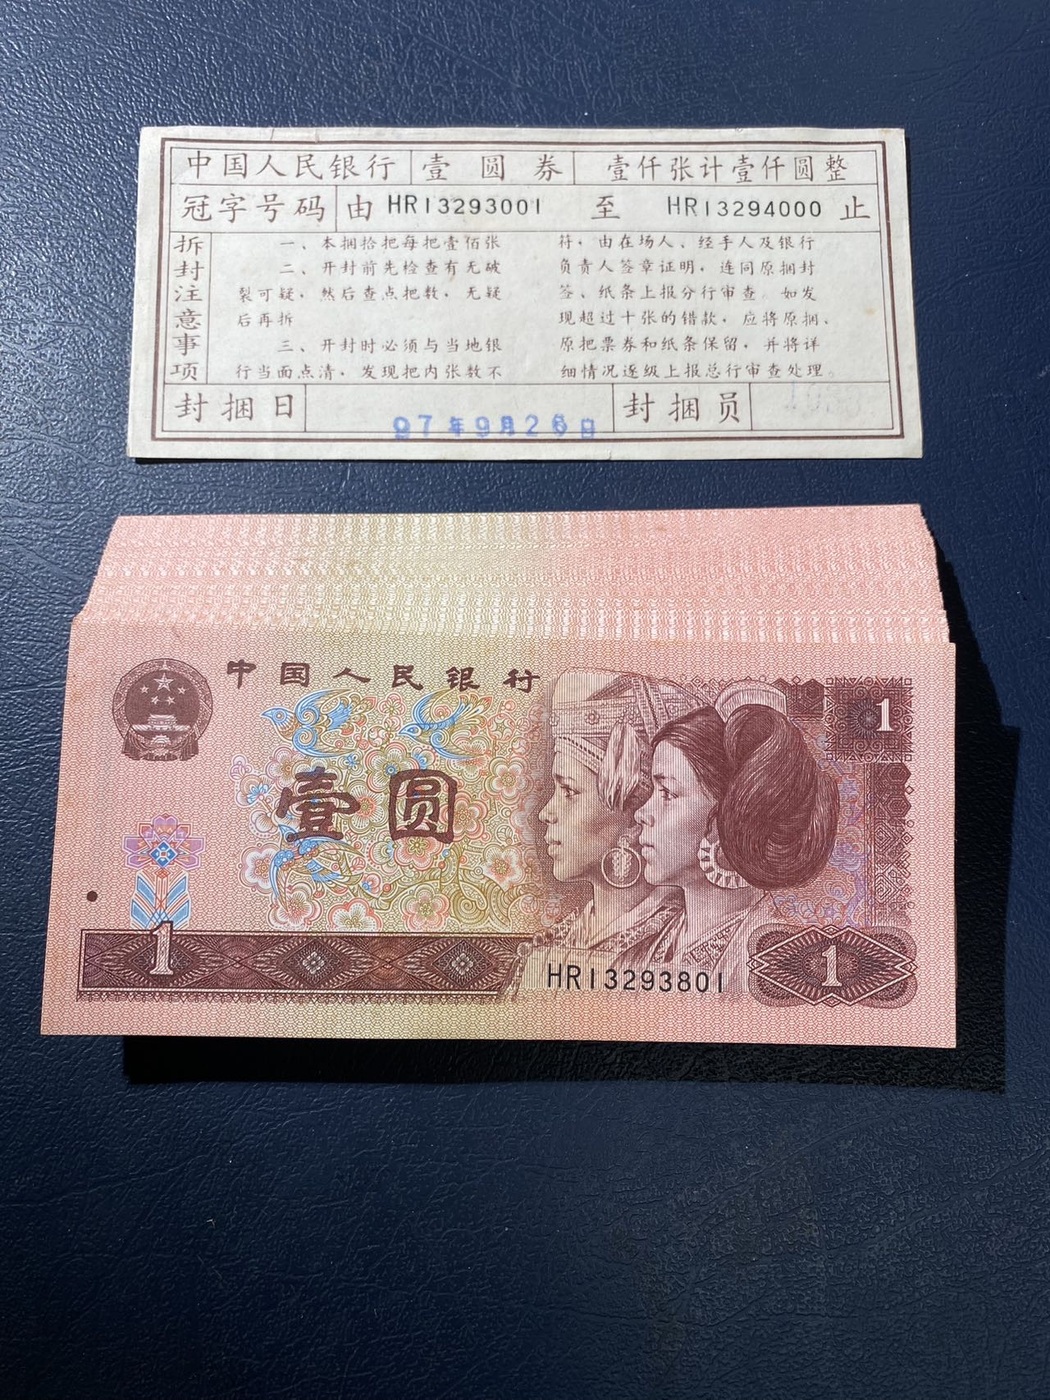 中国人民银行 壹圆券 壹仟张计壹仟圆整
冠字号码 由 HR13293001 至 HR13294000 止
拆封注意事项
一、本捆拾把每把壹佰张
二、开封前先检查有无破
裂可疑，然后查点把数，无疑
后再拆
三、开封时必须与当地银
行当面点清，发现把内张数不
符，由在场人、经手人及银行
负责人签章证明，连同原捆封
签、纸条上报分行审查 如发
现超过十张的错款，应将原捆、
原把票券和纸条保留，并将详
细情况逐级上报总行审查处理。
封捆日 97年9月26日 封捆员
中国人民银行
1
壹圆
1
HR13293801
1